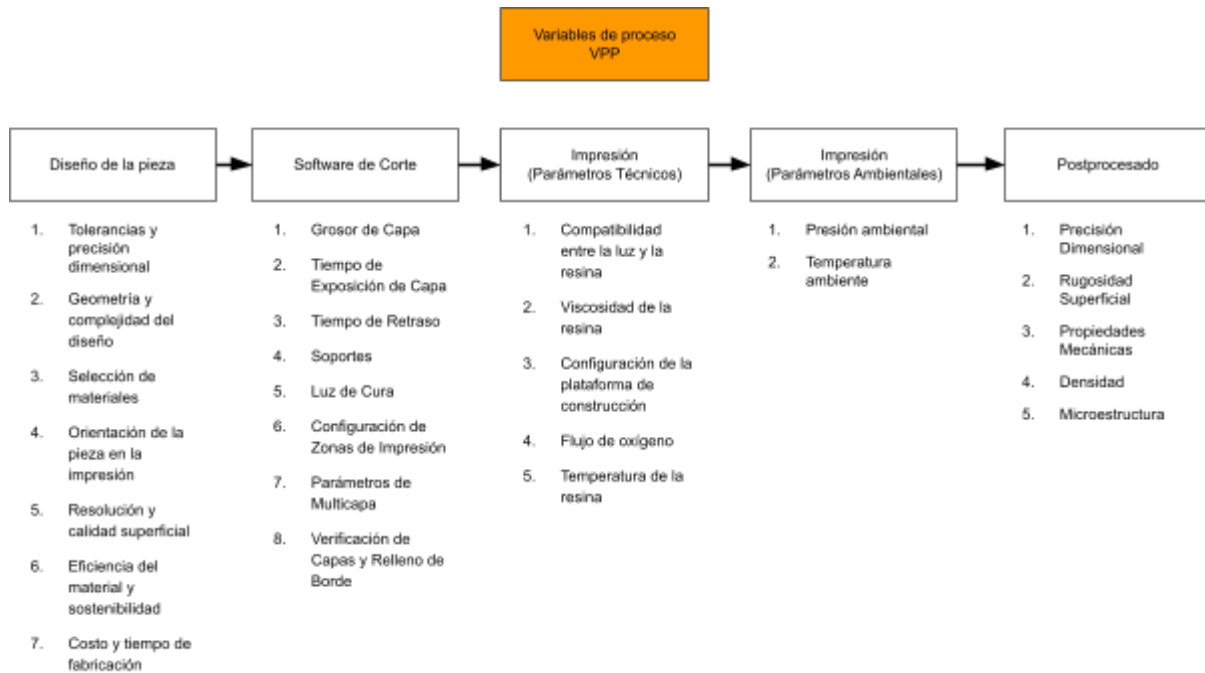 Variables de proceso
VPP
Diseño de la pieza
Software de Corte
Impresión
(Parámetros Técnicos)
Impresión
(Parámetros Ambientales)
Postprocesado
1. Tolerancias y
precisión
dimensional
2. Geometría y
complejidad del
diseño
3. Selección de
materiales
4. Orientación de la
pieza en la
impresión
5. Resolución y
calidad superficial
6. Eficiencia del
material y
sostenibilidad
7. Costo y tiempo de
fabricación
1. Grosor de Capa
2. Tiempo de
Exposición de Capa
3. Tiempo de Retraso
4. Soportes
5. Luz de Cura
6. Configuración de
Zonas de Impresión
7. Parámetros de
Multicapa
8. Verificación de
Capas y Relleno de
Borde
1. Compatibilidad
entre la luz y la
resina
2. Viscosidad de la
resina
3. Configuración de la
plataforma de
construcción
4. Flujo de oxígeno
5. Temperatura de la
resina
1. Presión ambiental
2. Temperatura
ambiente
1. Precisión
Dimensional
2. Rugosidad
Superficial
3. Propiedades
Mecánicas
4. Densidad
5. Microestructura